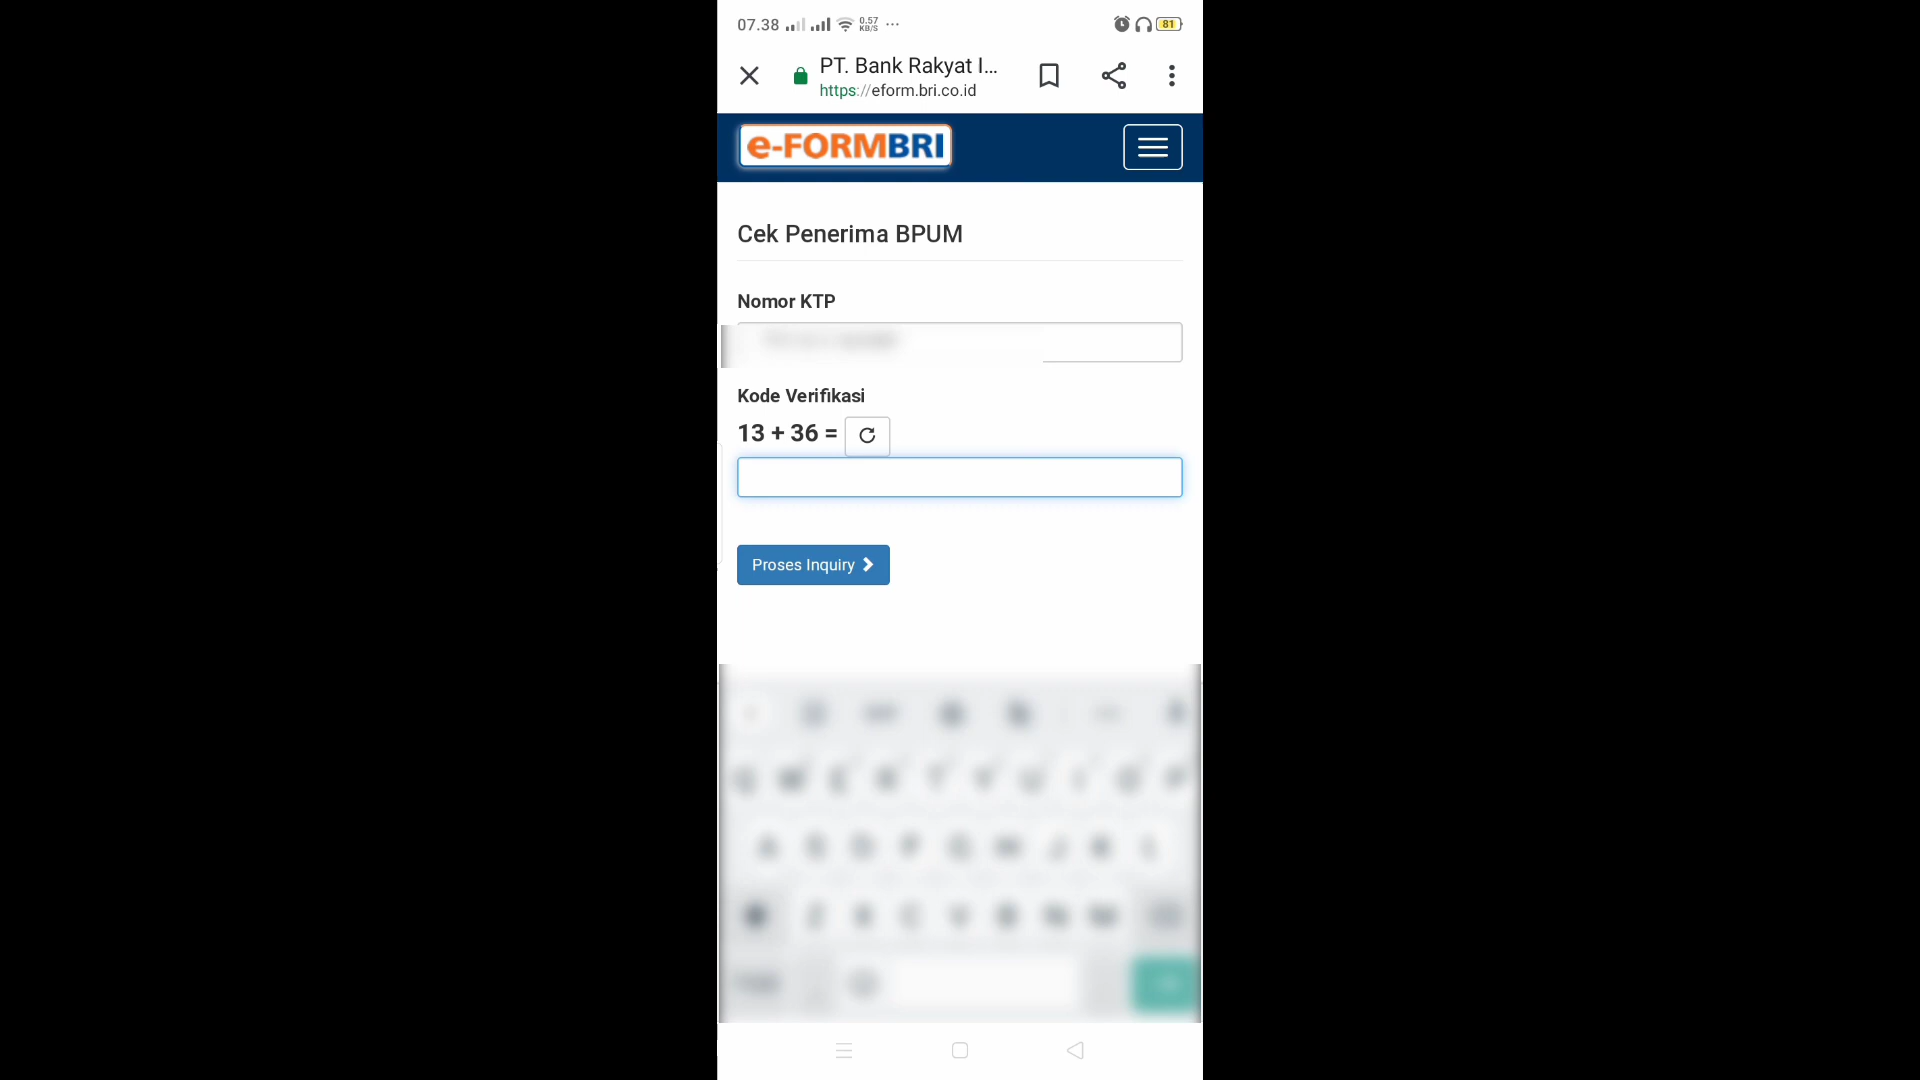 07.38
0.57
KB/S
81
PT. Bank Rakyat I...
https://eform.bri.co.id
e-FORMBRI
Cek Penerima BPUM
Nomor KTP
Kode Verifikasi
13 + 36 =
Proses Inquiry